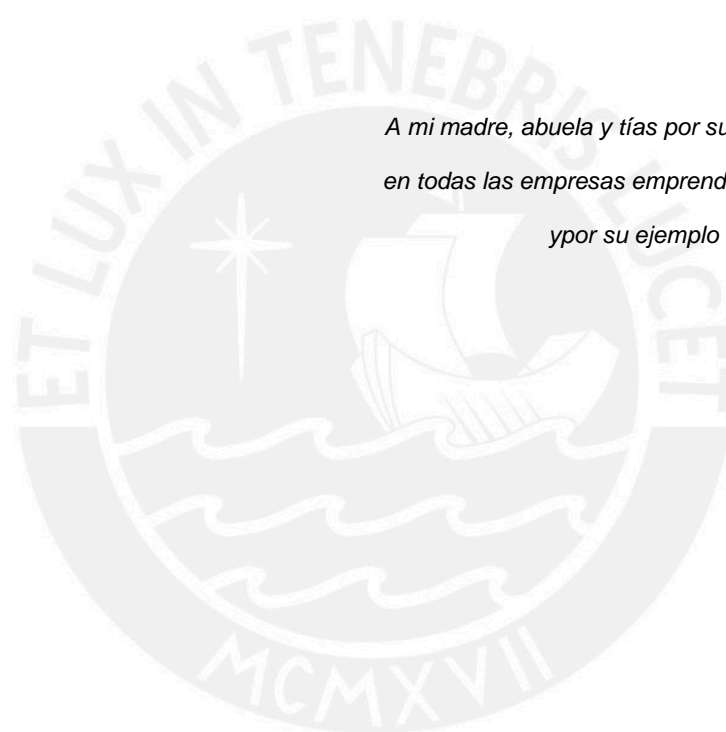 A mi madre, abuela y tías por su
en todas las empresas
ypor su ejemplo
ET LUX IN TENEBRIS LUCET
MCMXVII